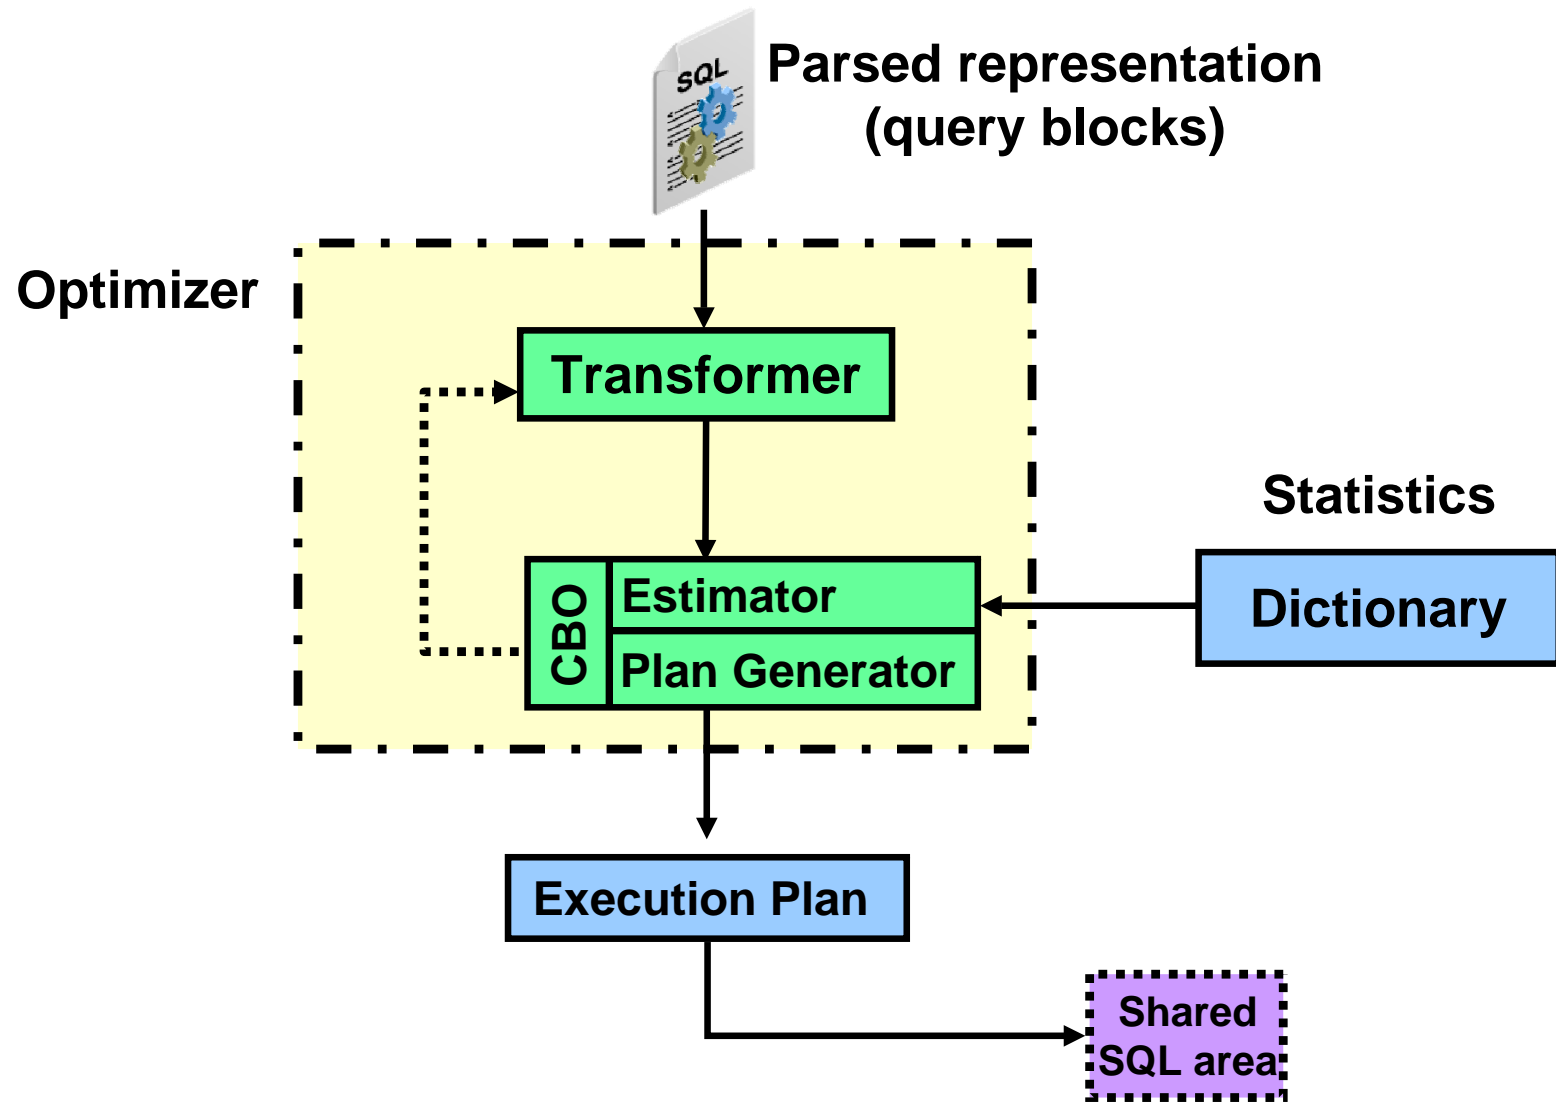 SQL
Parsed representation
(query blocks)
Optimizer
Transformer
Statistics
CBO
Estimator
Plan Generator
Dictionary
Execution Plan
Shared
SQL area